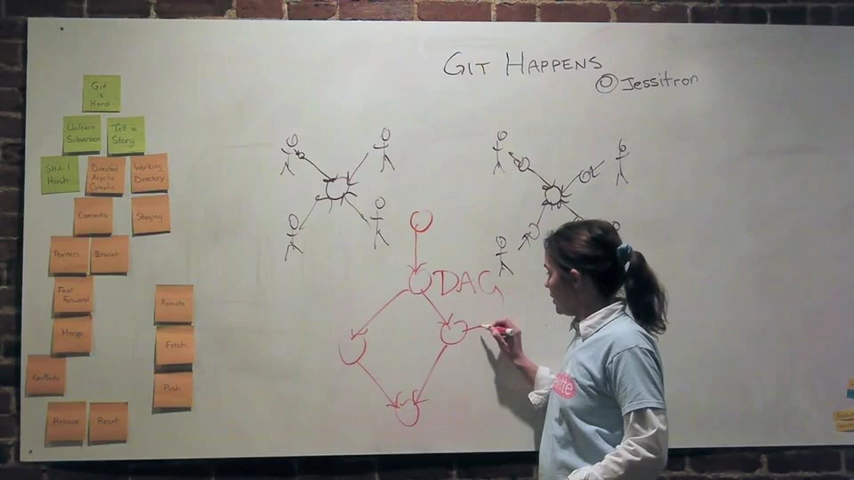 GIT HAPPENS
@Jessitron
Git
is
Hard
Unlearn
Subversion
Tell a
Story
SHA-1
Hash
Directed
Acyclic
Graphs
Working
Directory
Commits
Staging
Pointers
Branch
Fast
Forward
Remote
Merge
Fetch
Conflicts
Push
Rebase
Reset
DAG